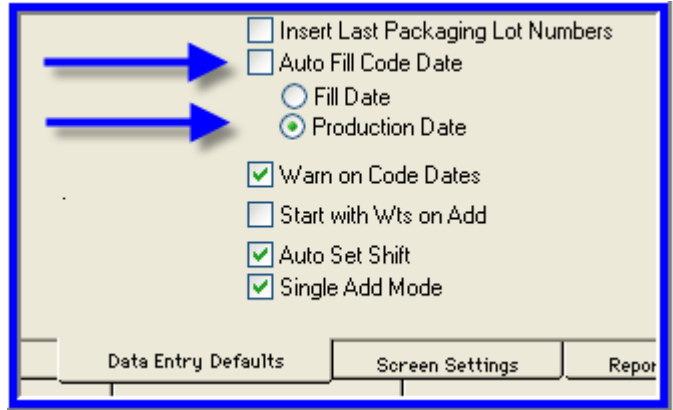 Insert Last Packaging Lot Numbers
Auto Fill Code Date
Fill Date
Production Date
Warn on Code Dates
Start with Wts on Add
Auto Set Shift
Single Add Mode
Data Entry Defaults Screen Settings Repor